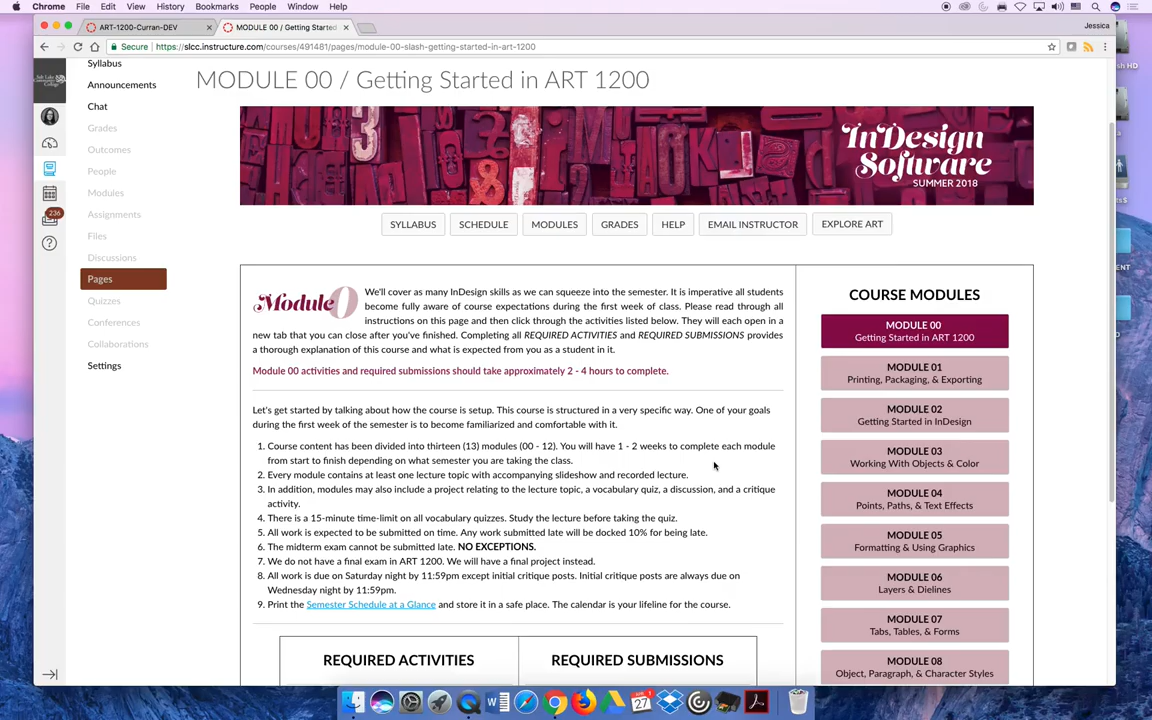 Chrome File Edit View History Bookmarks People Window Help
ART-1200-Curran-DEV
MODULE 00 / Getting Started
Jessica
Secure https://slcc.instructure.com/courses/491481/pages/module-00-slash-getting-started-in-art-1200
Syllabus
Announcements
Chat
Grades
Outcomes
People
Modules
Assignments
Files
Discussions
Pages
Quizzes
Conferences
Collaborations
Settings
236
MODULE 00 / Getting Started in ART 1200
InDesign
Software
SUMMER 2018
SYLLABUS SCHEDULE MODULES GRADES HELP EMAIL INSTRUCTOR EXPLORE ART
Module 0
We'll cover as many InDesign skills as we can squeeze into the semester. It is imperative all students
become fully aware of course expectations during the first week of class. Please read through all
instructions on this page and then click through the activities listed below. They will each open in a
new tab that you can close after you've finished. Completing all REQUIRED ACTIVITIES and REQUIRED SUBMISSIONS provides
a thorough explanation of this course and what is expected from you as a student in it.
Module 00 activities and required submissions should take approximately 2 - 4 hours to complete.
Let's get started by talking about how the course is setup. This course is structured in a very specific way. One of your goals
during the first week of the semester is to become familiarized and comfortable with it.
1. Course content has been divided into thirteen (13) modules (00 - 12). You will have 1 - 2 weeks to complete each module
from start to finish depending on what semester you are taking the class.
2. Every module contains at least one lecture topic with accompanying slideshow and recorded lecture.
3. In addition, modules may also include a project relating to the lecture topic, a vocabulary quiz, a discussion, and a critique
activity.
4. There is a 15-minute time-limit on all vocabulary quizzes. Study the lecture before taking the quiz.
5. All work is expected to be submitted on time. Any work submitted late will be docked 10% for being late.
6. The midterm exam cannot be submitted late. NO EXCEPTIONS.
7. We do not have a final exam in ART 1200. We will have a final project instead.
8. All work is due on Saturday night by 11:59pm except initial critique posts. Initial critique posts are always due on
Wednesday night by 11:59pm.
9. Print the Semester Schedule at a Glance and store it in a safe place. The calendar is your lifeline for the course.
REQUIRED ACTIVITIES
REQUIRED SUBMISSIONS
COURSE MODULES
MODULE 00
Getting Started in ART 1200
MODULE 01
Printing, Packaging, & Exporting
MODULE 02
Getting Started in InDesign
MODULE 03
Working With Objects & Color
MODULE 04
Points, Paths, & Text Effects
MODULE 05
Formatting & Using Graphics
MODULE 06
Layers & Dielines
MODULE 07
Tabs, Tables, & Forms
MODULE 08
Object, Paragraph, & Character Styles
27